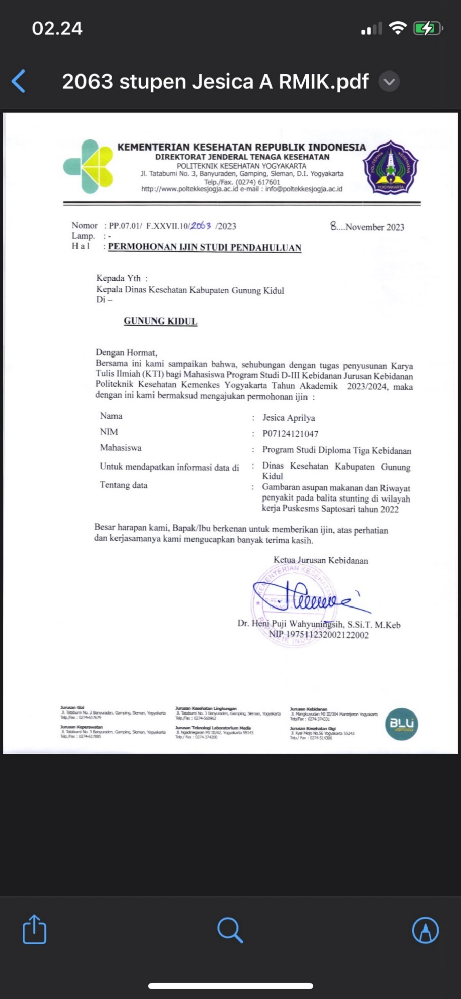 02.24
2063 stupen Jesica A RMIK.pdf
KEMENTERIAN KESEHATAN REPUBLIK INDONESIA
DIREKTORAT JENDERAL TENAGA KESEHATAN
POLITEKNIK KESEHATAN YOGYAKARTA
Jl. Tatabumi No. 3, Banyuraden, Gamping, Sleman, D.I. Yogyakarta
Telp./Fax. (0274) 617601
http://www.poltekkesjogja.ac.id e-mail : info@poltekkesjogja.ac.id
POLITEKNIK KESEHATAN
YOGYAKARTA
Nomor : PP.07.01/ F.XXVII.10/2063 /2023
8....November 2023
Lamp. : -
H a l : PERMOHONAN IJIN STUDI PENDAHULUAN
Kepada Yth :
Kepala Dinas Kesehatan Kabupaten Gunung Kidul
Di –
GUNUNG KIDUL
Dengan Hormat,
Bersama ini kami sampaikan bahwa, sehubungan dengan tugas penyusunan Karya
Tulis Ilmiah (KTI) bagi Mahasiswa Program Studi D-III Kebidanan Jurusan Kebidanan
Politeknik Kesehatan Kemenkes Yogyakarta Tahun Akademik 2023/2024, maka
dengan ini kami bermaksud mengajukan permohonan ijin :
Nama : Jesica Aprilya
NIM : P07124121047
Mahasiswa : Program Studi Diploma Tiga Kebidanan
Untuk mendapatkan informasi data di : Dinas Kesehatan Kabupaten Gunung
Kidul
Tentang data : Gambaran asupan makanan dan Riwayat
penyakit pada balita stunting di wilayah
kerja Puskesms Saptosari tahun 2022
Besar harapan kami, Bapak/Ibu berkenan untuk memberikan ijin, atas perhatian
dan kerjasamanya kami mengucapkan banyak terima kasih.
Ketua Jurusan Kebidanan
KEMENTERIAN KESEHATAN
Dr. Heni Puji Wahyuningsih, S.Si.T. M.Keb
NIP 197511232002122002
Jurusan Gizi
Jl. Tatabumi No. 3 Banyuraden, Gamping, Sleman, Yogyakarta
Telp./Fax : 0274-617679
Jurusan Kesehatan Lingkungan
Jl. Tatabumi No. 3 Banyuraden, Gamping, Sleman, Yogyakarta
Telp./Fax : 0274-560962
Jurusan Kebidanan
Jl. Mangkuyudan MJ III/304 Mantrijeron Yogyakarta
Telp/Fax : 0274-374331
Jurusan Keperawatan
Jl. Tatabumi No. 3 Banyuraden, Gamping, Sleman, Yogyakarta
Telp./Fax : 0274-617885
Jurusan Teknologi Laboratorium Medis
Jl. Ngadinegaran MJ III/62, Yogyakarta 55143
Telp./ Fax : 0274-374200
Jurusan Kesehatan Gigi
Jl. Kyai Mojo No.56 Yogyakarta 55243
Telp./ Fax : 0274-514306
BLU